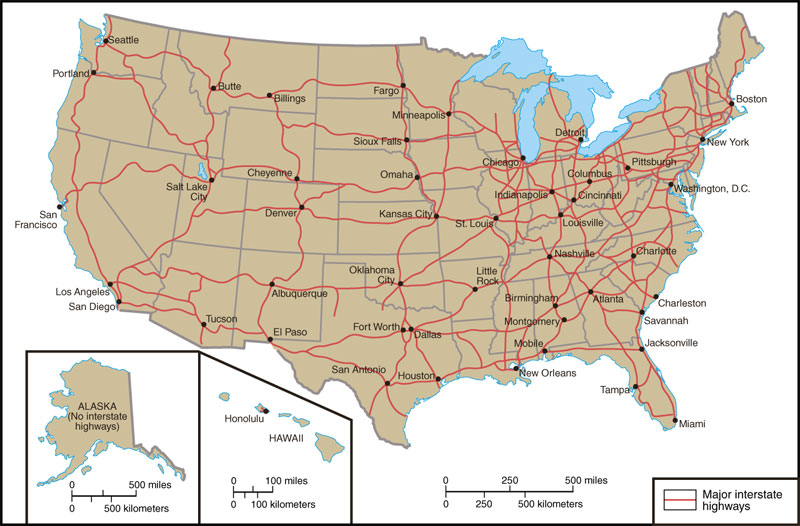 Seattle
Portland
Butte
Billings
Fargo
Minneapolis
Sioux Falls
Detroit
Boston
New York
Chicago
Pittsburgh
Columbus
Cheyenne
Omaha
Salt Lake
City
Indianapolis
Cincinnati
Washington, D.C.
San
Francisco
Denver
Kansas City
St. Louis
Louisville
Nashville
Charlotte
Los Angeles
San Diego
Albuquerque
Oklahoma
City
Little
Rock
Birmingham
Atlanta
Charleston
Savannah
Tucson
El Paso
Fort Worth
Dallas
Montgomery
Mobile
Jacksonville
San Antonio
Houston
New Orleans
Tampa
Miami
ALASKA
(No interstate
highways)
0
500 miles
0
500 kilometers
Honolulu
HAWAII
0
100 miles
0
100 kilometers
0
250
500 miles
0
250
500 kilometers
Major interstate
highways